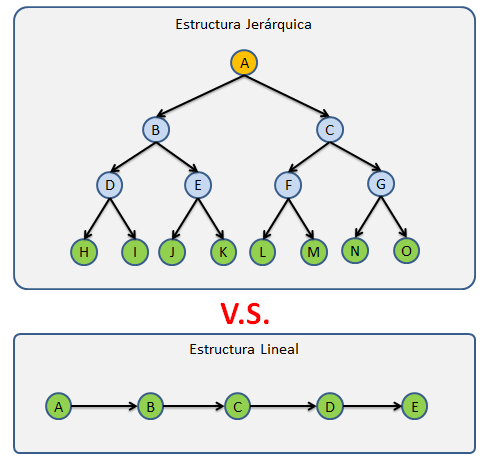 Estructura Jerárquica
A
B C
D E F G
H I J K L M N O
V.S.
Estructura Lineal
A B C D E